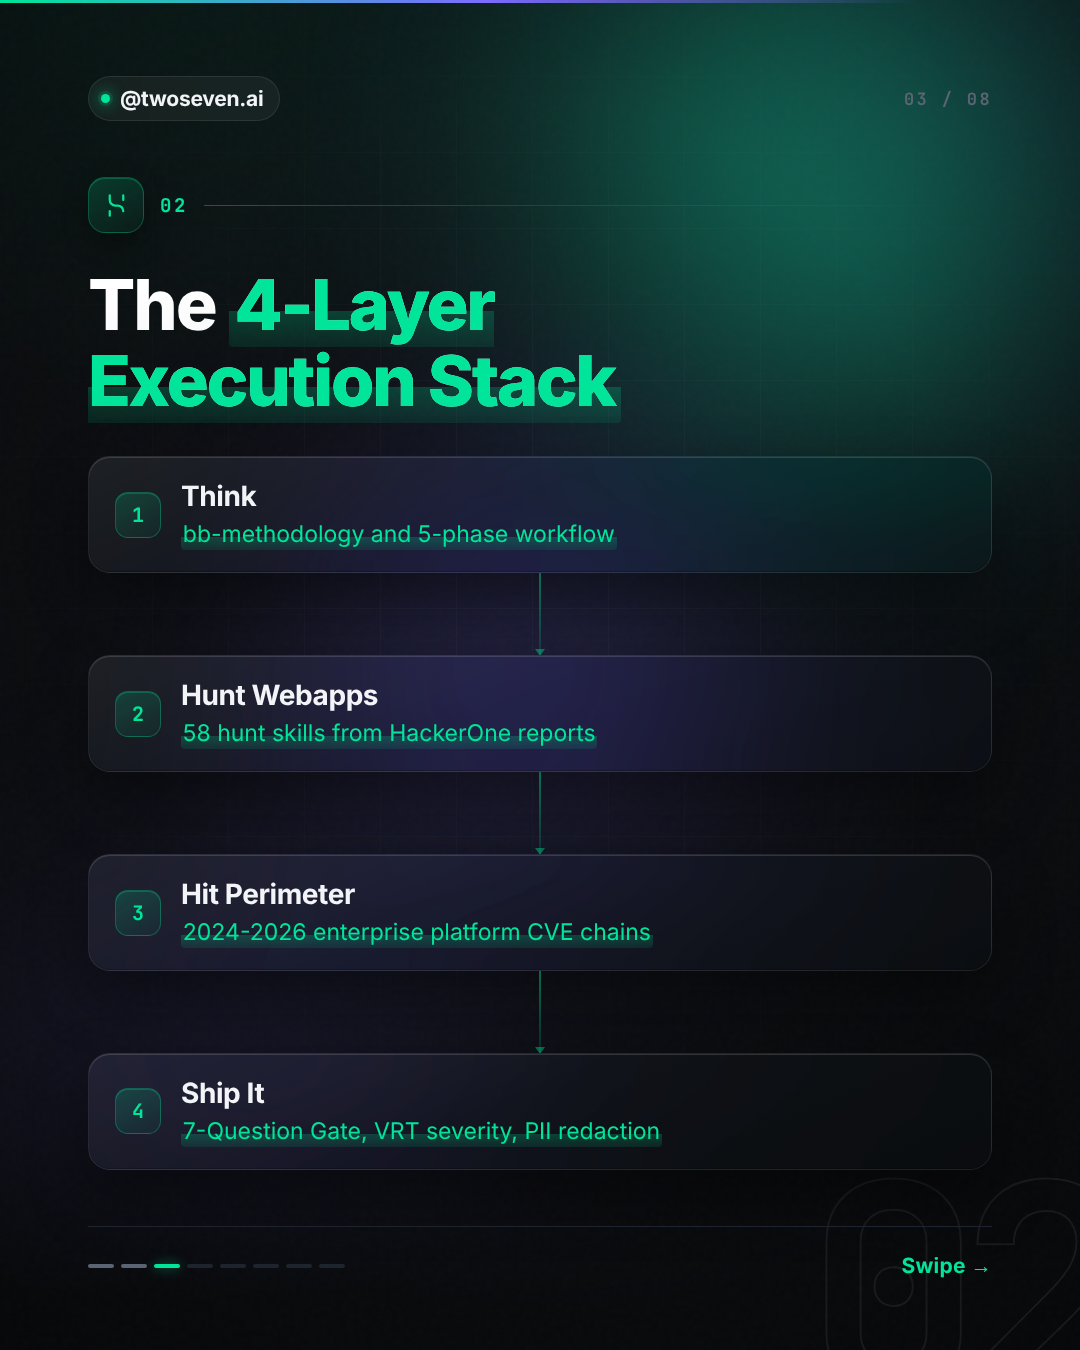 @twoseven.ai
03 / 08
02
The 4-Layer
Execution Stack
1
Think
bb-methodology and 5-phase workflow
2
Hunt Webapps
58 hunt skills from HackerOne reports
3
Hit Perimeter
2024-2026 enterprise platform CVE chains
4
Ship It
7-Question Gate, VRT severity, PII redaction
Swipe →
02